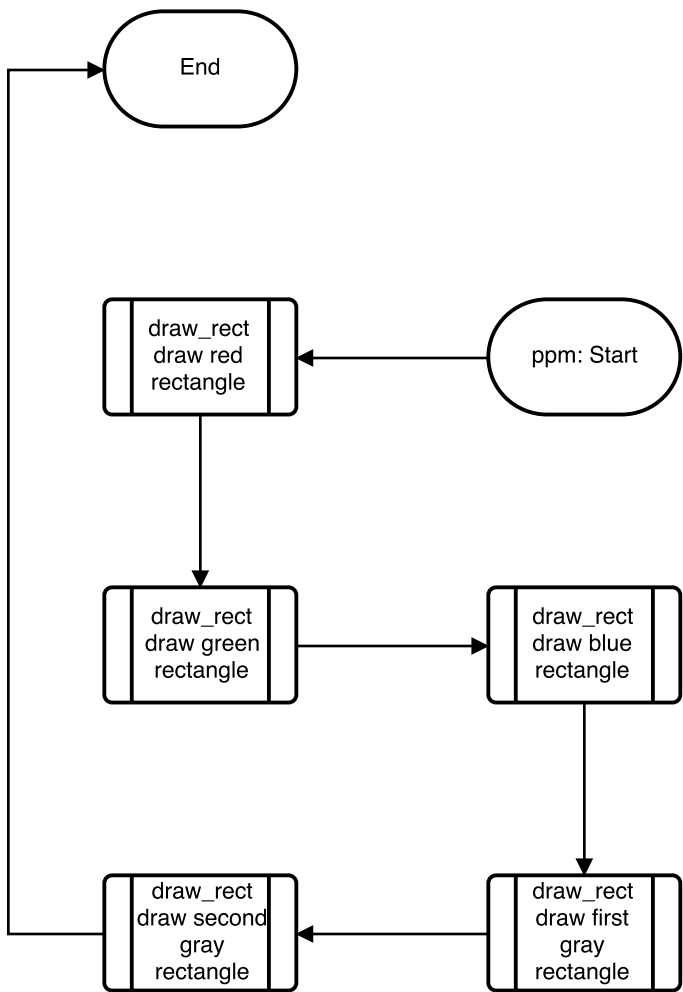 End
draw_rect
draw red
rectangle
ppm: Start
draw_rect
draw green
rectangle
draw_rect
draw blue
rectangle
draw_rect
draw second
gray
rectangle
draw_rect
draw first
gray
rectangle